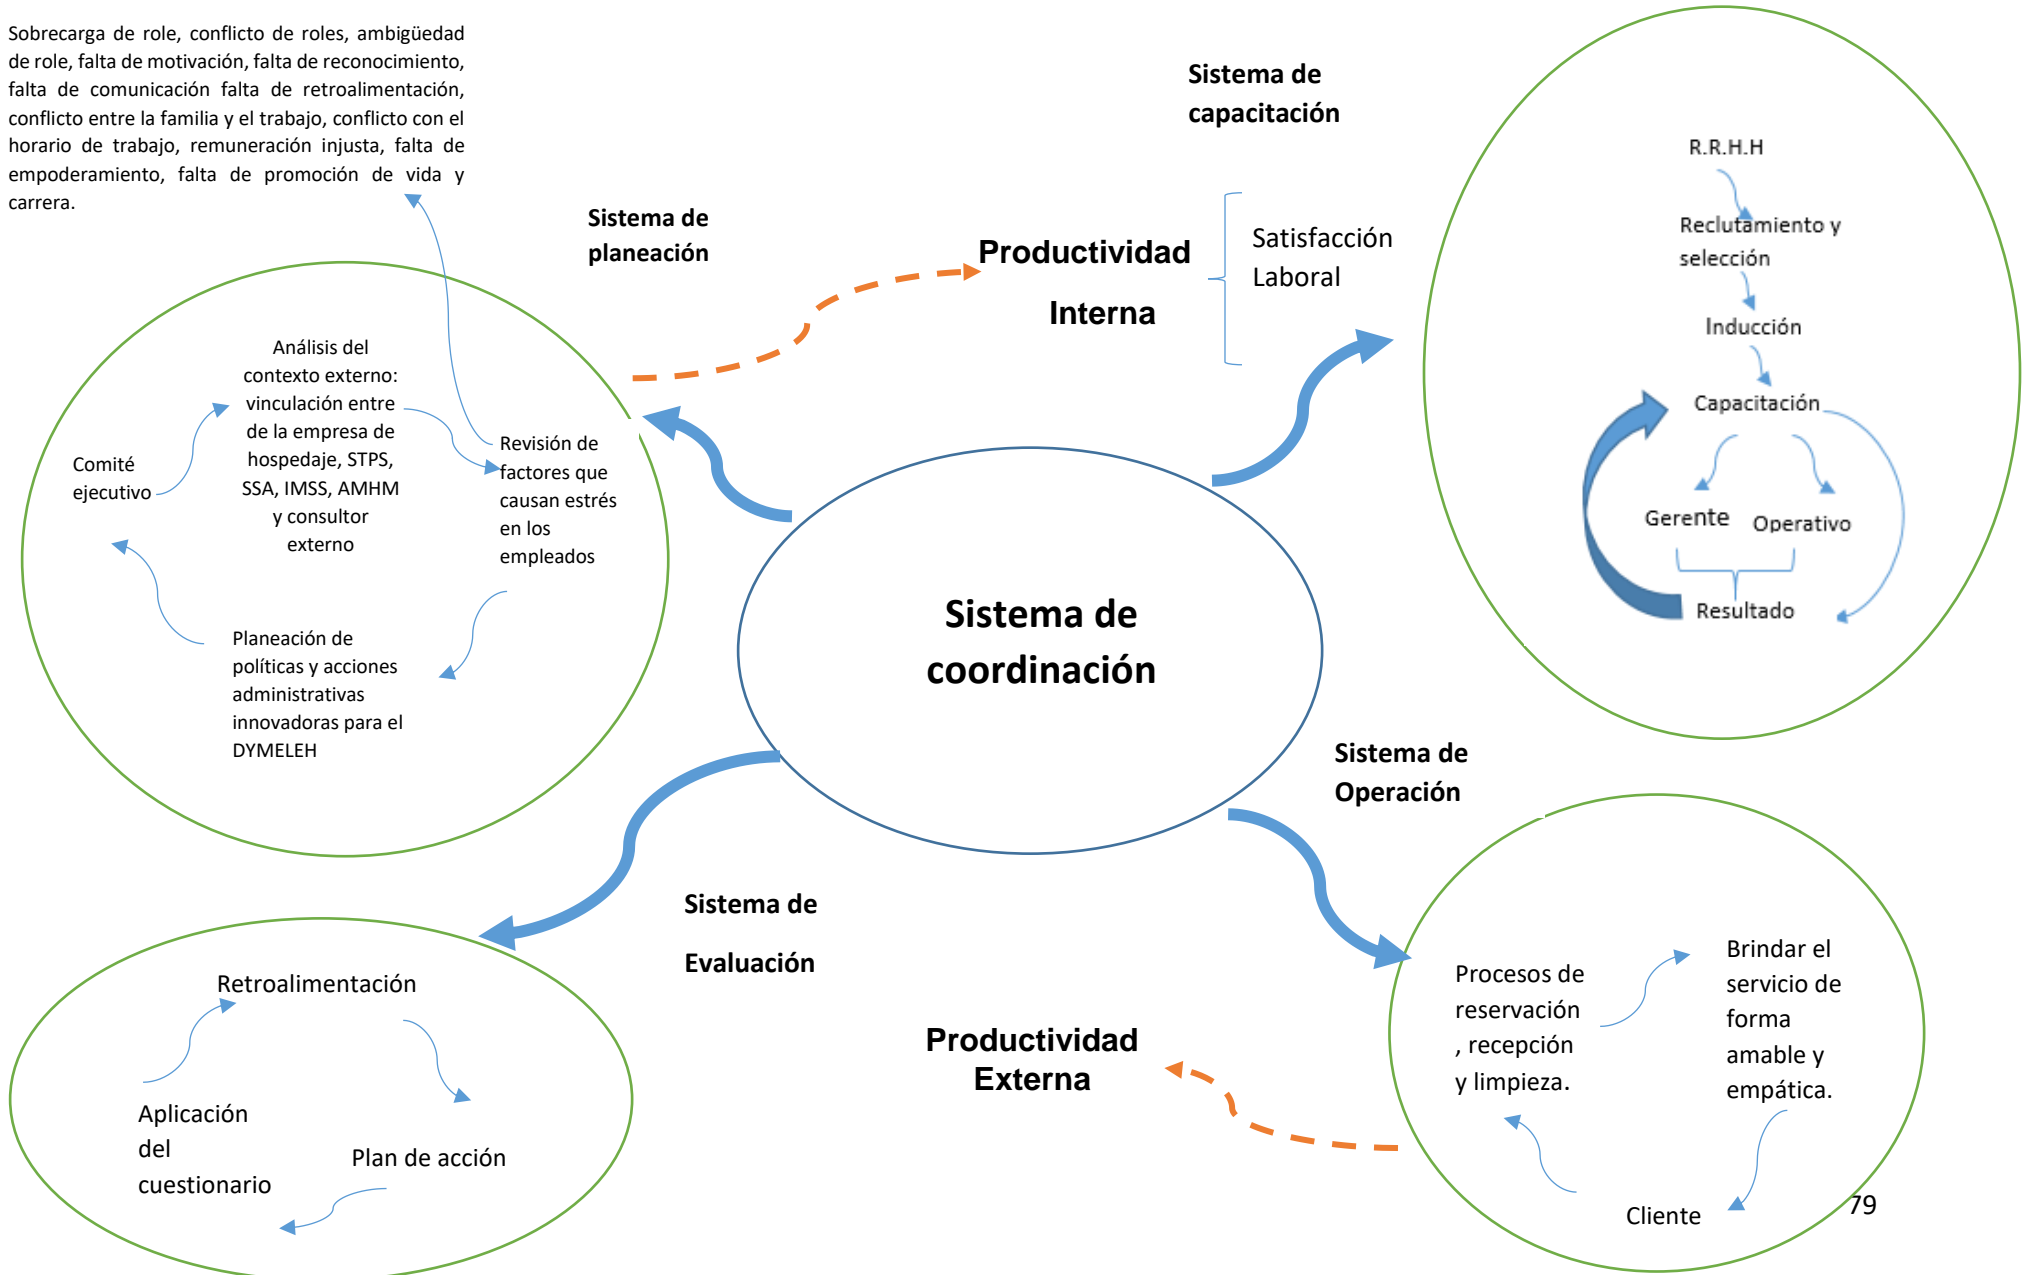 Sobrecarga de role, conflicto de roles, ambigüedad
de role, falta de motivación, falta de reconocimiento,
falta de comunicación falta de retroalimentación,
conflicto entre la familia y el trabajo, conflicto con el
horario de trabajo, remuneración injusta, falta de
empoderamiento, falta de promoción de vida y
carrera.
Sistema de
planeación
Productividad
Interna
Satisfacción
Laboral
Sistema de
capacitación
R.R.H.H
Reclutamiento y
selección
Inducción
Capacitación
Gerente
Operativo
Resultado
Comité
ejecutivo
Análisis del
contexto externo:
vinculación entre
de la empresa de
hospedaje, STPS,
SSA, IMSS, AMHM
y consultor
externo
Revisión de
factores que
causan estrés
en los
empleados
Planeación de
políticas y acciones
administrativas
innovadoras para el
DYMELEH
Sistema de
coordinación
Sistema de
Operación
Sistema de
Evaluación
Retroalimentación
Aplicación
del
cuestionario
Plan de acción
Productividad
Externa
Procesos de
reservación
, recepción
y limpieza.
Brindar el
servicio de
forma
amable y
empática.
Cliente
79